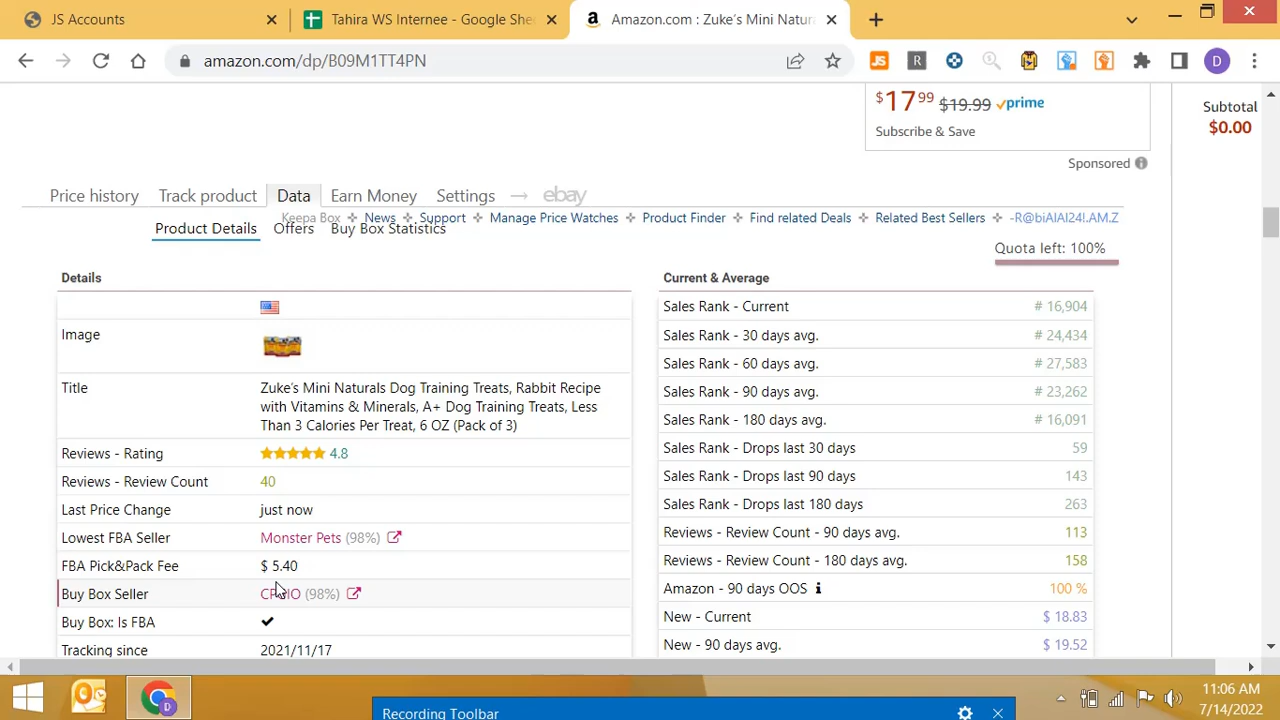 JS Accounts
Tahira WS Internee - Google She
Amazon.com : Zuke's Mini Natur
amazon.com/dp/B09M1TT4PN
JS
R
D
$17 99 $19.99 prime
Subscribe & Save
Subtotal
$0.00
Sponsored
Price history
Track product
Data
Earn Money
Settings
ebay
Keepa Box
News
Support
Manage Price Watches
Product Finder
Find related Deals
Related Best Sellers
-R@biAlAl24!.AM.Z
Product Details
Offers
Buy Box Statistics
Quota left: 100%
Details
Image
Title
Zuke's Mini Naturals Dog Training Treats, Rabbit Recipe
with Vitamins & Minerals, A+ Dog Training Treats, Less
Than 3 Calories Per Treat, 6 OZ (Pack of 3)
Reviews - Rating 4.8
Reviews - Review Count 40
Last Price Change just now
Lowest FBA Seller Monster Pets (98%)
FBA Pick&Pack Fee $ 5.40
Buy Box Seller (98%)
Buy Box: Is FBA
Tracking since 2021/11/17
Current & Average
Sales Rank - Current # 16,904
Sales Rank - 30 days avg. # 24,434
Sales Rank - 60 days avg. # 27,583
Sales Rank - 90 days avg. # 23,262
Sales Rank - 180 days avg. # 16,091
Sales Rank - Drops last 30 days 59
Sales Rank - Drops last 90 days 143
Sales Rank - Drops last 180 days 263
Reviews - Review Count - 90 days avg. 113
Reviews - Review Count - 180 days avg. 158
Amazon - 90 days OOS 100 %
New - Current $ 18.83
New - 90 days avg. $ 19.52
Recording Toolbar
11:06 AM
7/14/2022